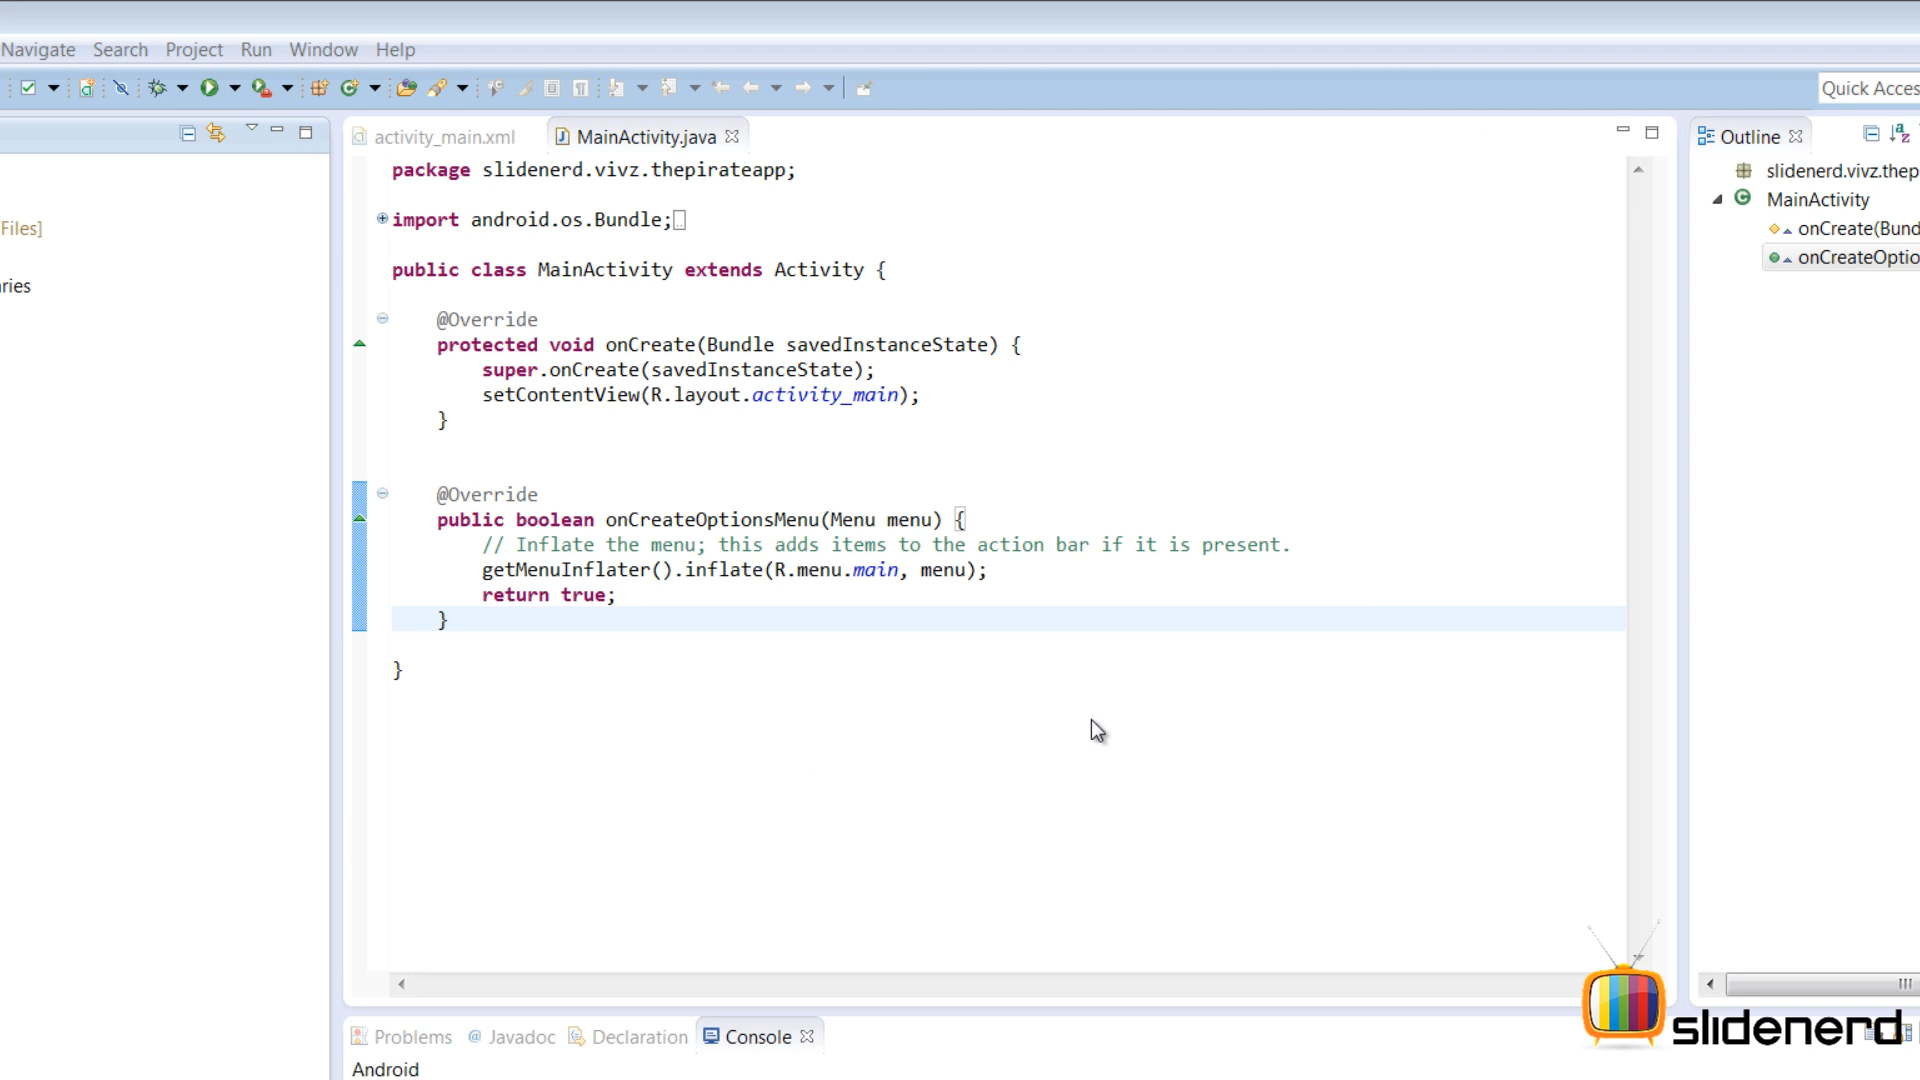 Navigate Search Project Run Window Help
Quick Acces
activity_main.xml
MainActivity.java
Outline
Files]
ries
package slidenerd.vivz.thepirateapp;
import android.os.Bundle;
public class MainActivity extends Activity {
@Override
protected void onCreate(Bundle savedInstanceState) {
super.onCreate(savedInstanceState);
setContentView(R.layout.activity_main);
}
@Override
public boolean onCreateOptionsMenu(Menu menu) {
// Inflate the menu; this adds items to the action bar if it is present.
getMenuInflater().inflate(R.menu.main, menu);
return true;
}
}
slidenerd.vivz.thep
MainActivity
onCreate(Bund
onCreateOptio
Problems @ Javadoc Declaration Console
Android
slidenerd